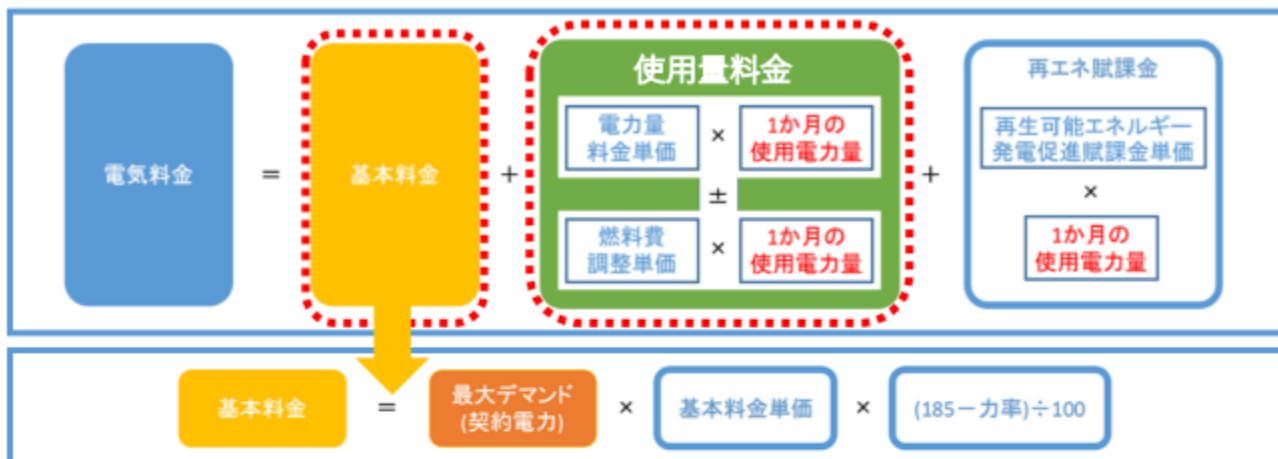 電気料金
=
基本料金
+
使用量料金
電力量
料金単価
×
1か月の
使用電力量
±
燃料費
調整単価
×
1か月の
使用電力量
+
再エネ賦課金
再生可能エネルギー
発電促進賦課金単価
×
1か月の
使用電力量
基本料金
=
最大デマンド
(契約電力)
×
基本料金単価
×
(185-力率)÷100